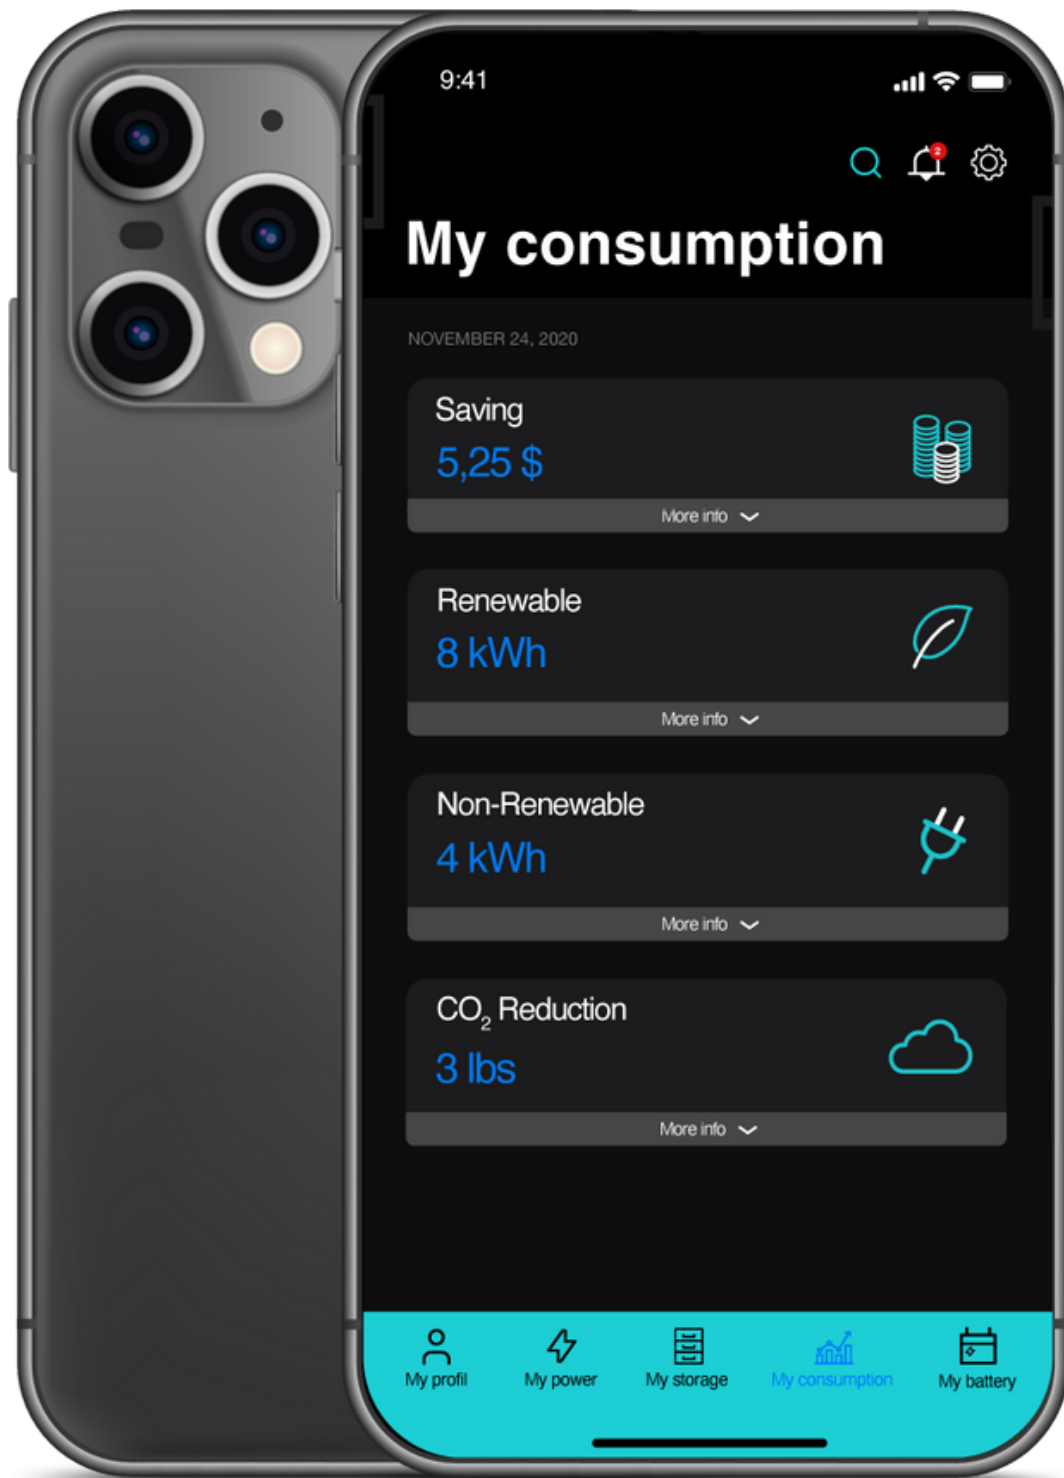 9:41
2
My consumption
NOVEMBER 24, 2020
Saving
5,25 $
More info
Renewable
8 kWh
More info
Non-Renewable
4 kWh
More info
CO₂ Reduction
3 lbs
More info
My profil
My power
My storage
My consumption
My battery